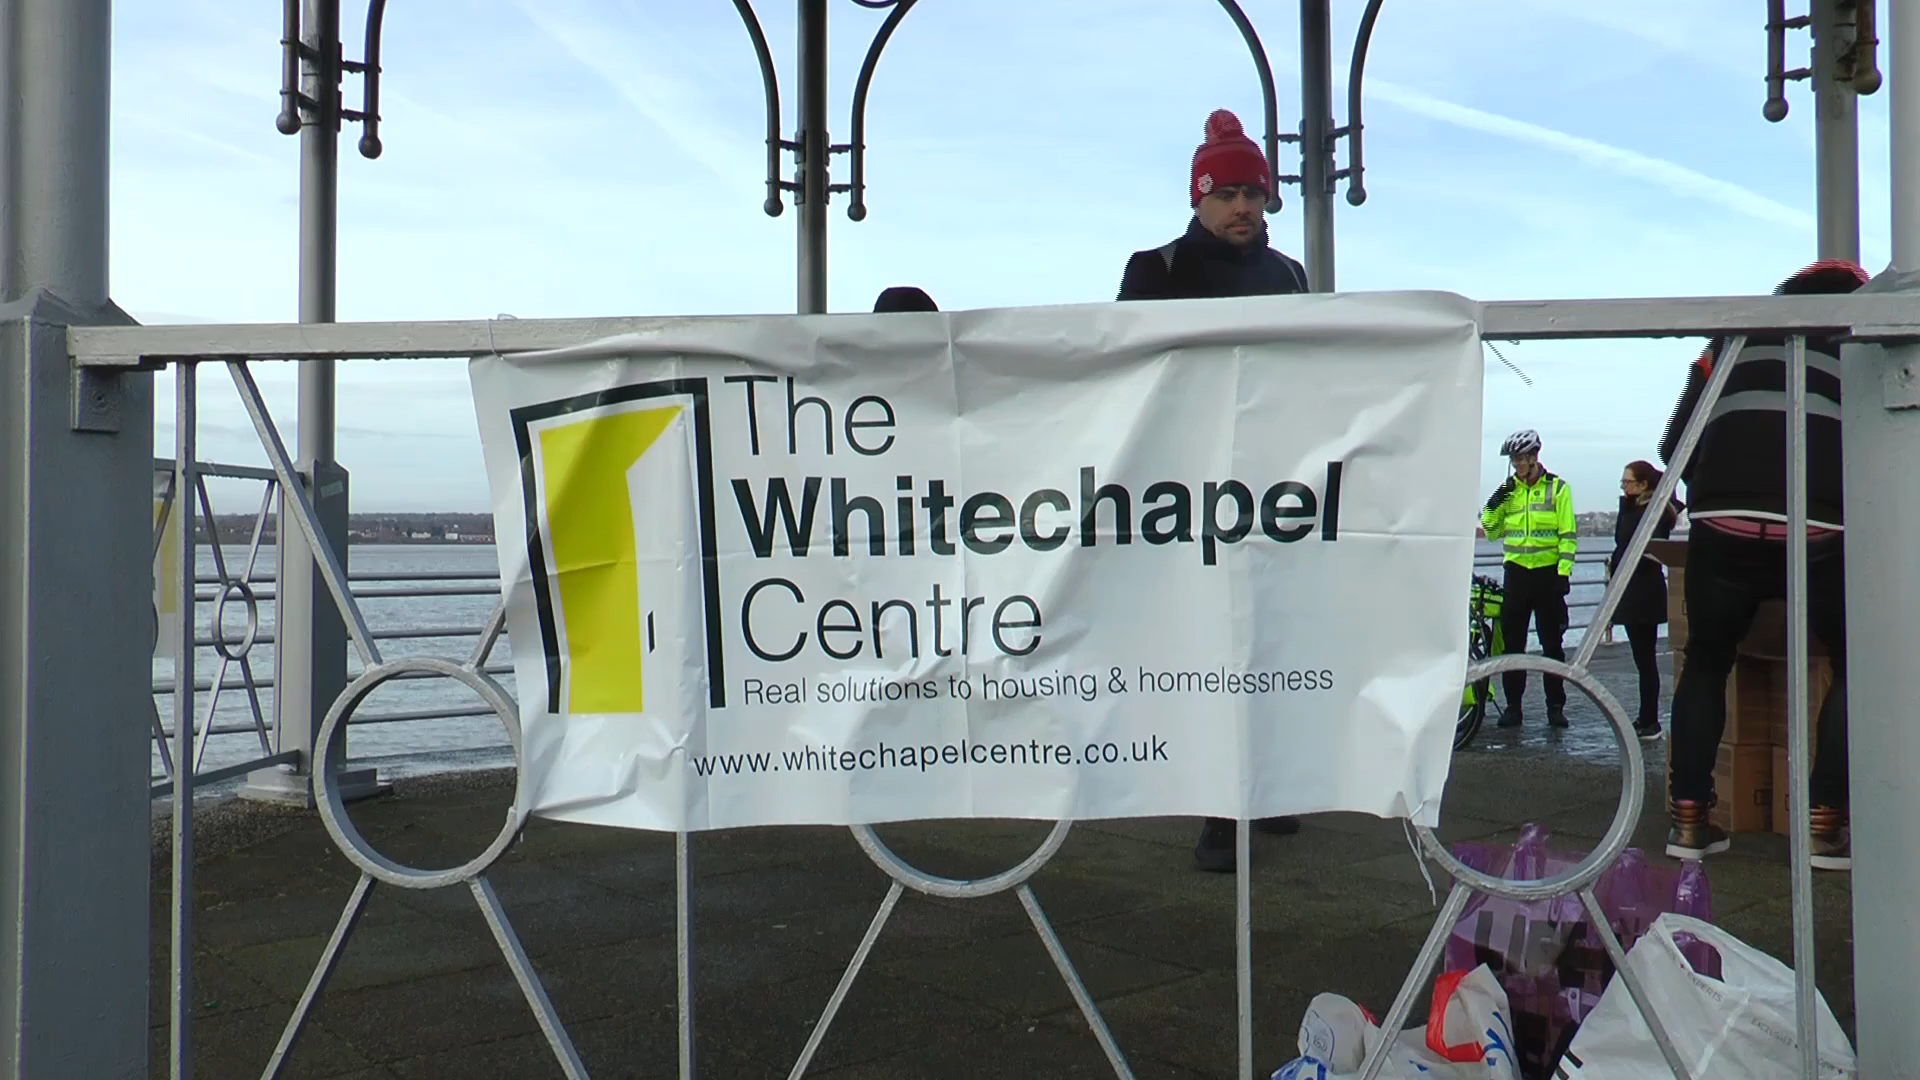 The
Whitechapel
Centre
Real solutions to housing & homelessness
www.whitechapelcentre.co.uk